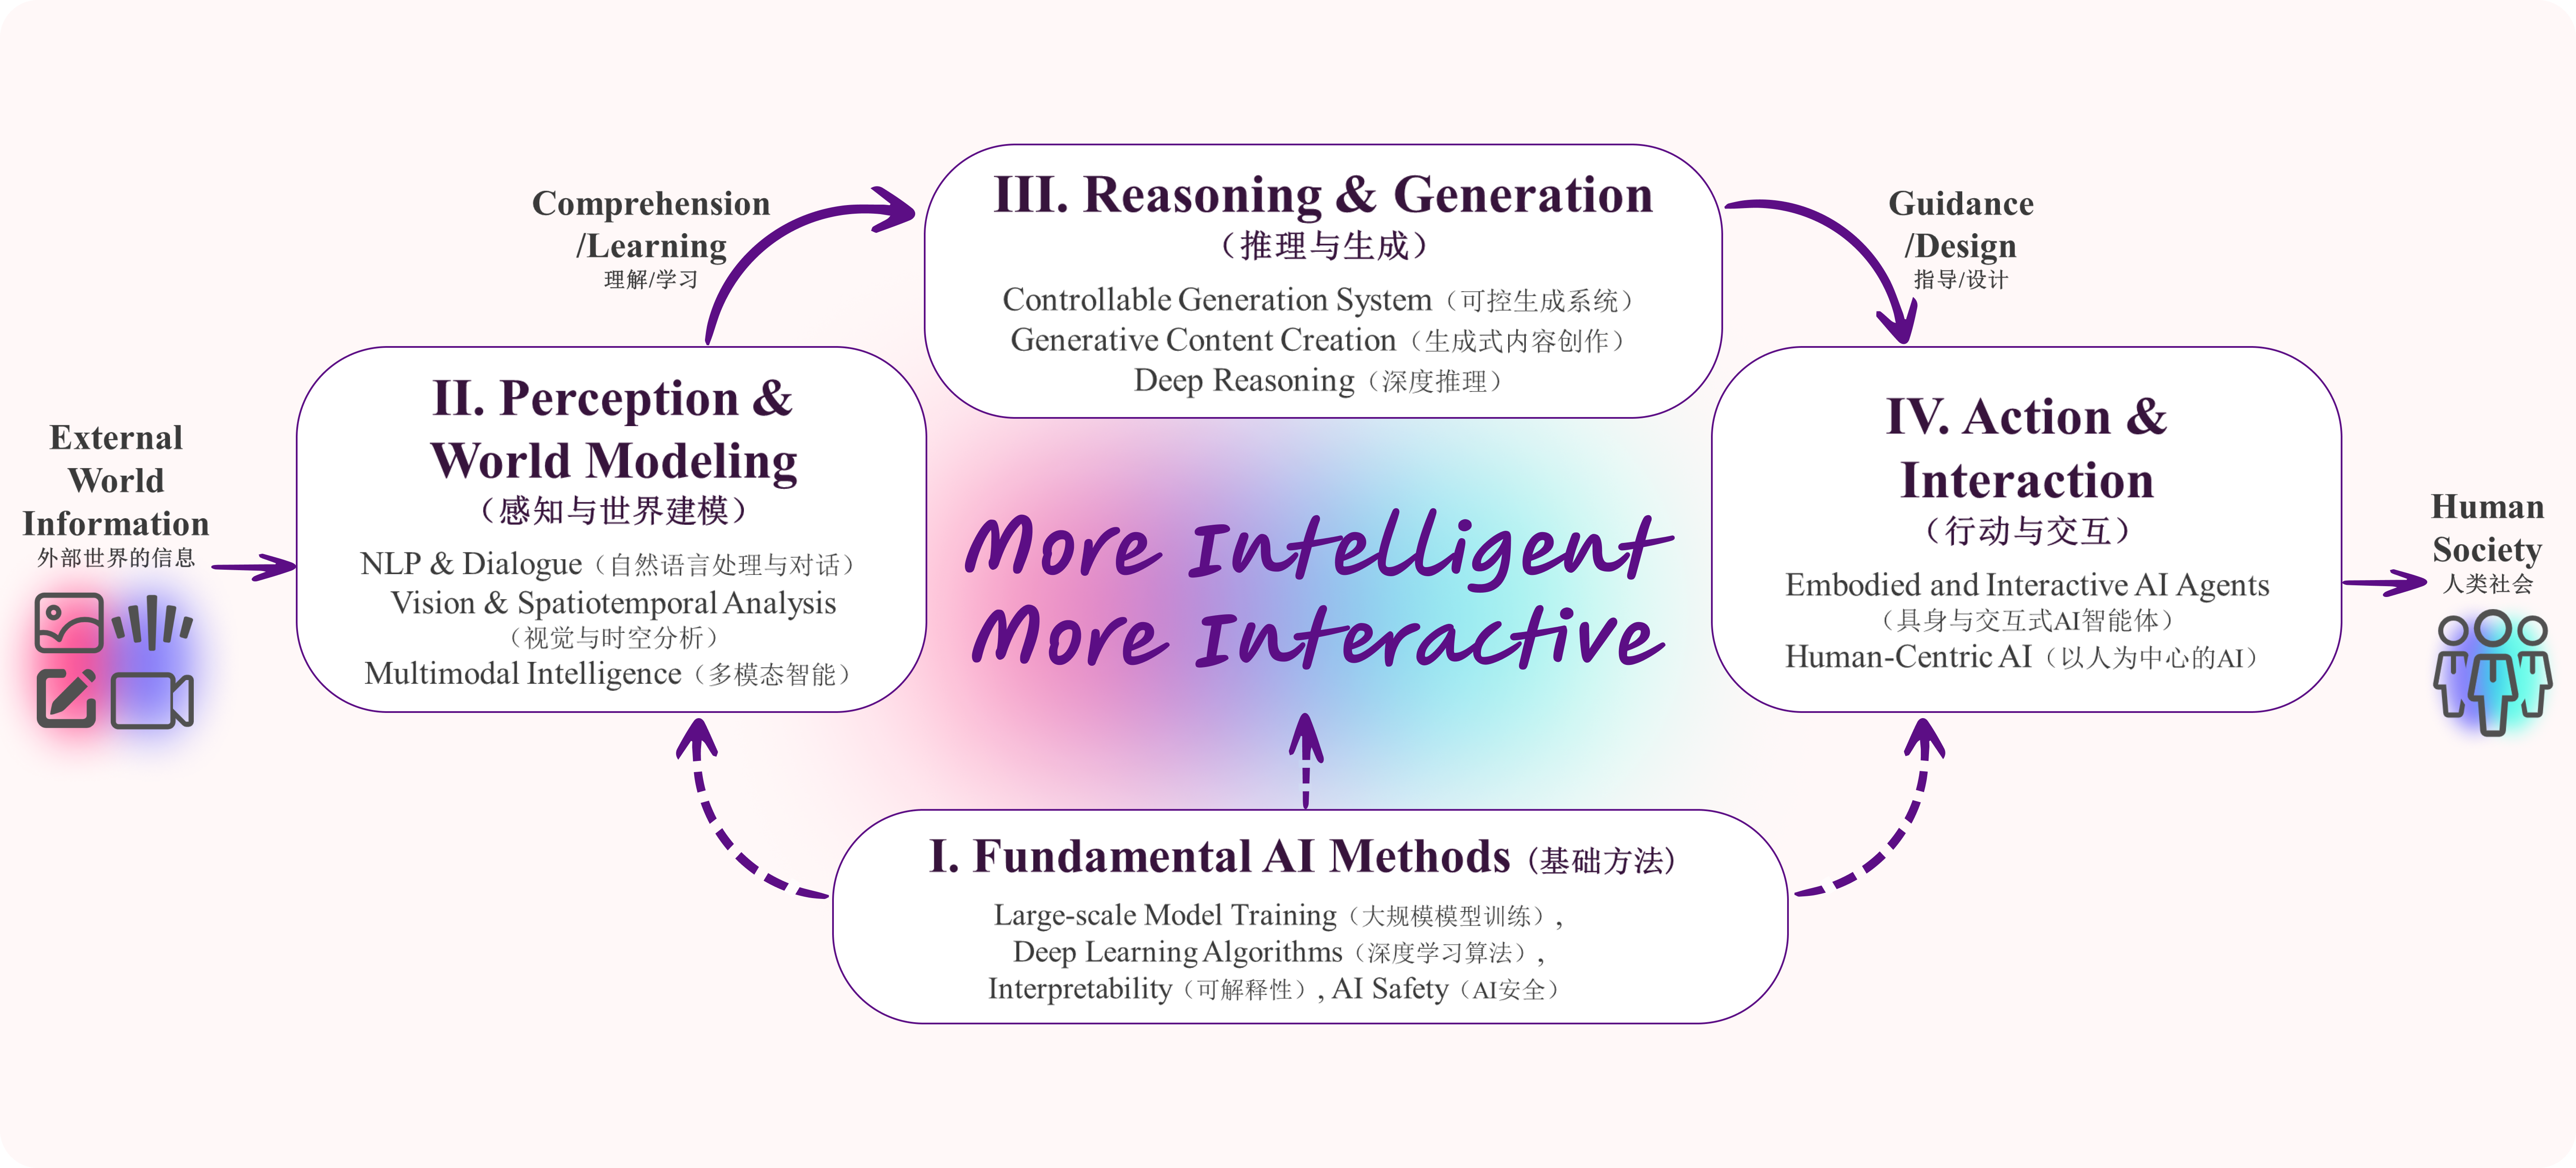 Comprehension
/Learning
理解/学习
III. Reasoning & Generation
（推理与生成）
Controllable Generation System（可控生成系统）
Generative Content Creation（生成式内容创作）
Deep Reasoning（深度推理）
Guidance
/Design
指导/设计
External
World
Information
外部世界的信息
II. Perception &
World Modeling
（感知与世界建模）
NLP & Dialogue（自然语言处理与对话）
Vision & Spatiotemporal Analysis
（视觉与时空分析）
Multimodal Intelligence（多模态智能）
More Intelligent
More Interactive
IV. Action &
Interaction
（行动与交互）
Embodied and Interactive AI Agents
（具身与交互式AI智能体）
Human-Centric AI（以人为中心的AI）
Human
Society
人类社会
I. Fundamental AI Methods (基础方法)
Large-scale Model Training（大规模模型训练）,
Deep Learning Algorithms（深度学习算法）,
Interpretability（可解释性）, AI Safety（AI安全）